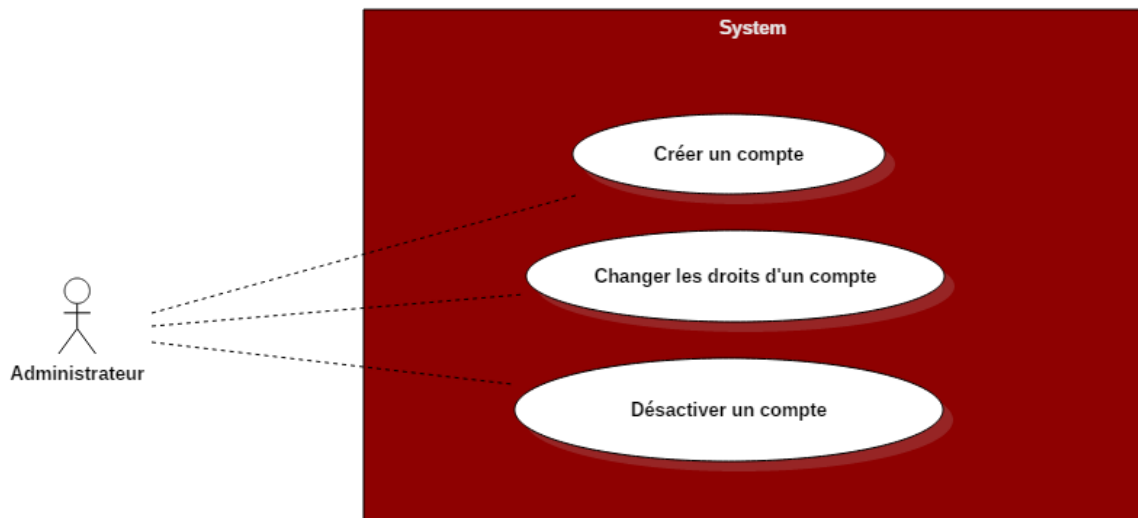 System
Créer un compte
Changer les droits d'un compte
Administrateur
Désactiver un compte